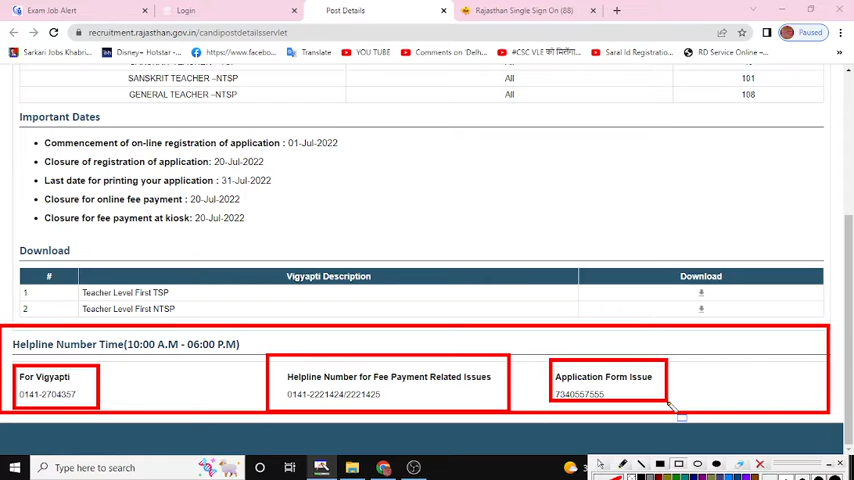 Exam Job Alert
Login
Post Details
Rajasthan Single Sign On (88)
recruitment.rajasthan.gov.in/candipostdetailsservlet
Paused
Sarkari Jobs Khabri...
Disney+ Hotstar -...
https://www.facebo...
Translate
YOU TUBE
Comments on 'Del...
#CSC VLE को मिलेगा...
Saral Id Registratio...
RD Service Online –...
SANSKRIT TEACHER –NTSP All 101
GENERAL TEACHER –NTSP All 108
Important Dates
Commencement of on-line registration of application : 01-Jul-2022
Closure of registration of application: 20-Jul-2022
Last date for printing your application : 31-Jul-2022
Closure for online fee payment : 20-Jul-2022
Closure for fee payment at kiosk: 20-Jul-2022
Download
# Vigyapti Description Download
1 Teacher Level First TSP
2 Teacher Level First NTSP
Helpline Number Time(10:00 A.M - 06:00 P.M)
For Vigyapti Helpline Number for Fee Payment Related Issues Application Form Issue
0141-2704357 0141-2221424/2221425 7340557555
Type here to search